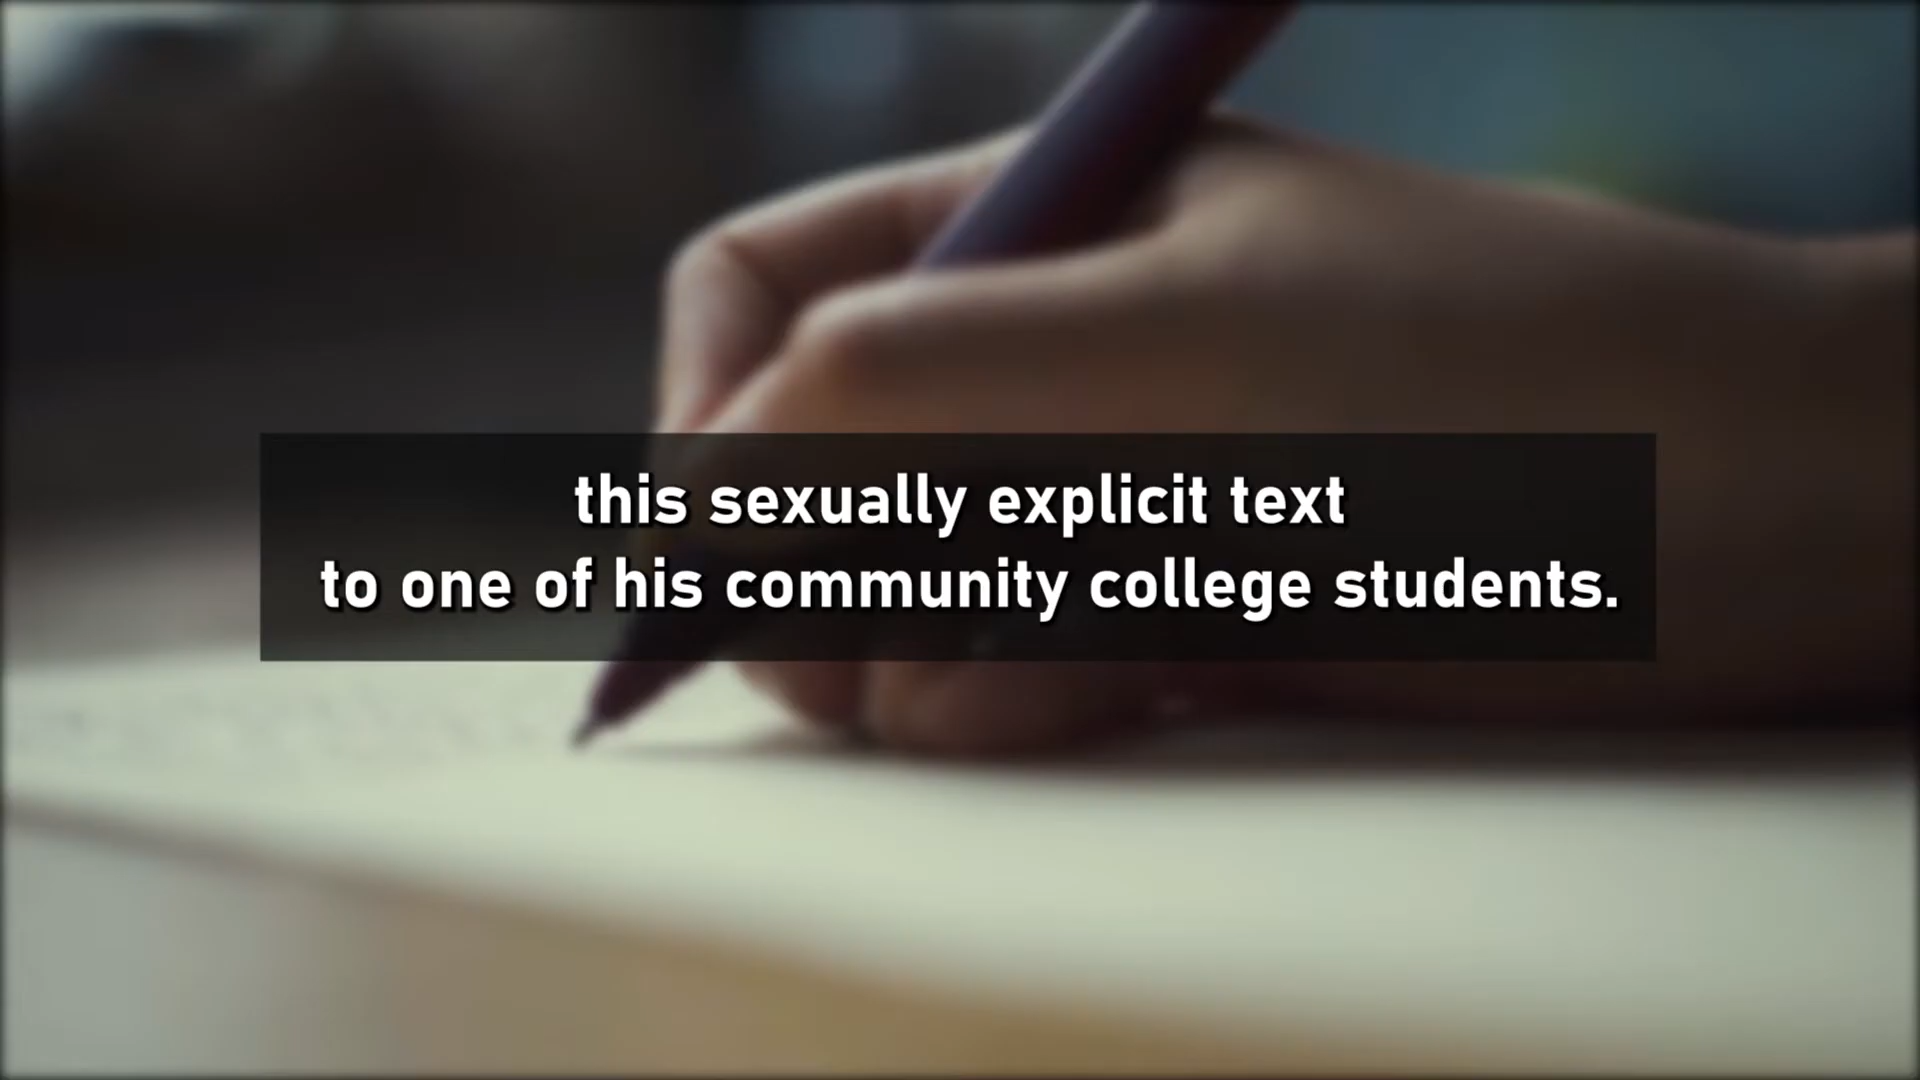 this sexually explicit text
to one of his community college students.